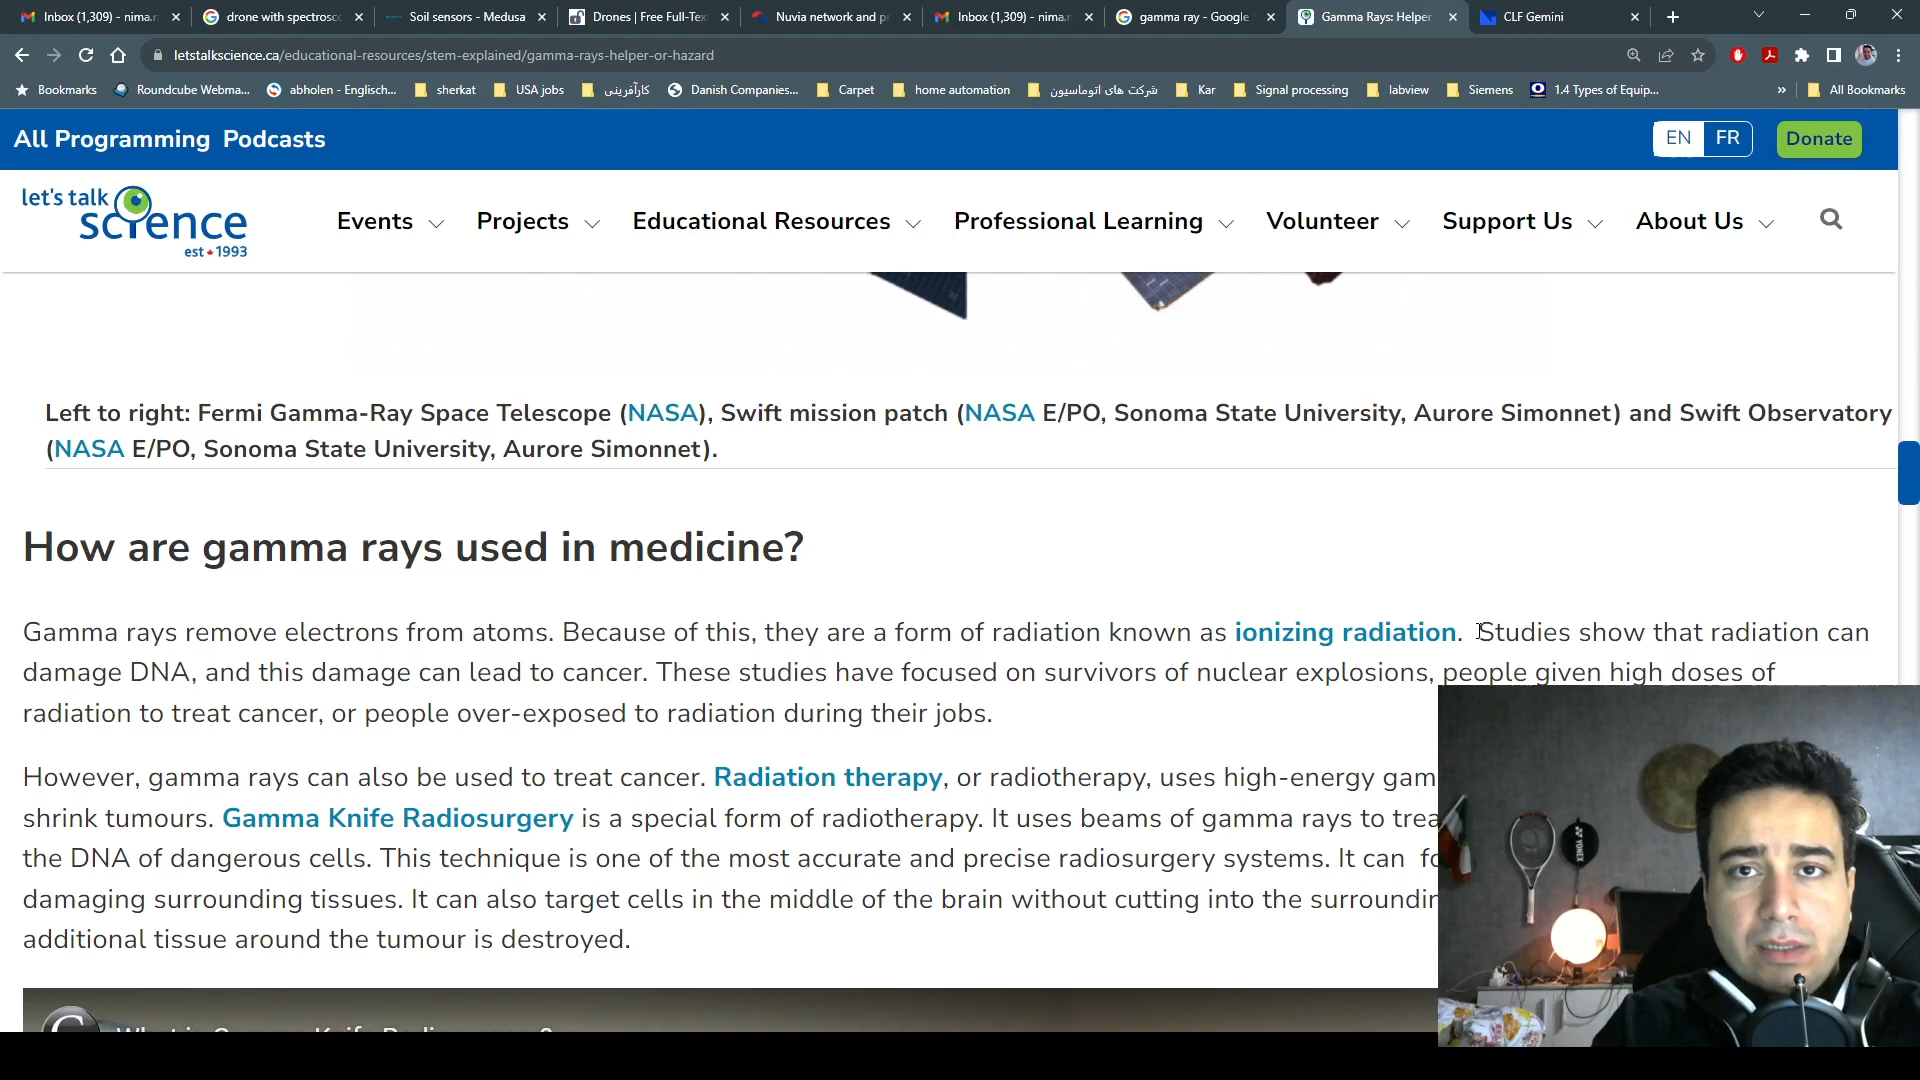 Inbox (1,309) - nima.r
drone with spectrosc
Soil sensors - Medusa
Drones | Free Full-Tex
Nuvia network and p
Inbox (1,309) - nima.r
gamma ray - Google
Gamma Rays: Helper
CLF Gemini
letstalkscience.ca/educational-resources/stem-explained/gamma-rays-helper-or-hazard
Bookmarks
Roundcube Webma...
abholen - Englisch...
sherkat
USA jobs
کارآفرینی
Danish Companies...
Carpet
home automation
شرکت های اتوماسیون
Kar
Signal processing
labview
Siemens
1.4 Types of Equip...
»
All Bookmarks
All Programming Podcasts
EN FR
Donate
let's talk
science
est 1993
Events
Projects
Educational Resources
Professional Learning
Volunteer
Support Us
About Us
Left to right: Fermi Gamma-Ray Space Telescope (NASA), Swift mission patch (NASA E/PO, Sonoma State University, Aurore Simonnet) and Swift Observatory
(NASA E/PO, Sonoma State University, Aurore Simonnet).
How are gamma rays used in medicine?
Gamma rays remove electrons from atoms. Because of this, they are a form of radiation known as ionizing radiation. Studies show that radiation can
damage DNA, and this damage can lead to cancer. These studies have focused on survivors of nuclear explosions, people given high doses of
radiation to treat cancer, or people over-exposed to radiation during their jobs.
However, gamma rays can also be used to treat cancer. Radiation therapy, or radiotherapy, uses high-energy gam
shrink tumours. Gamma Knife Radiosurgery is a special form of radiotherapy. It uses beams of gamma rays to trea
the DNA of dangerous cells. This technique is one of the most accurate and precise radiosurgery systems. It can fo
damaging surrounding tissues. It can also target cells in the middle of the brain without cutting into the surroundin
additional tissue around the tumour is destroyed.
YONEX